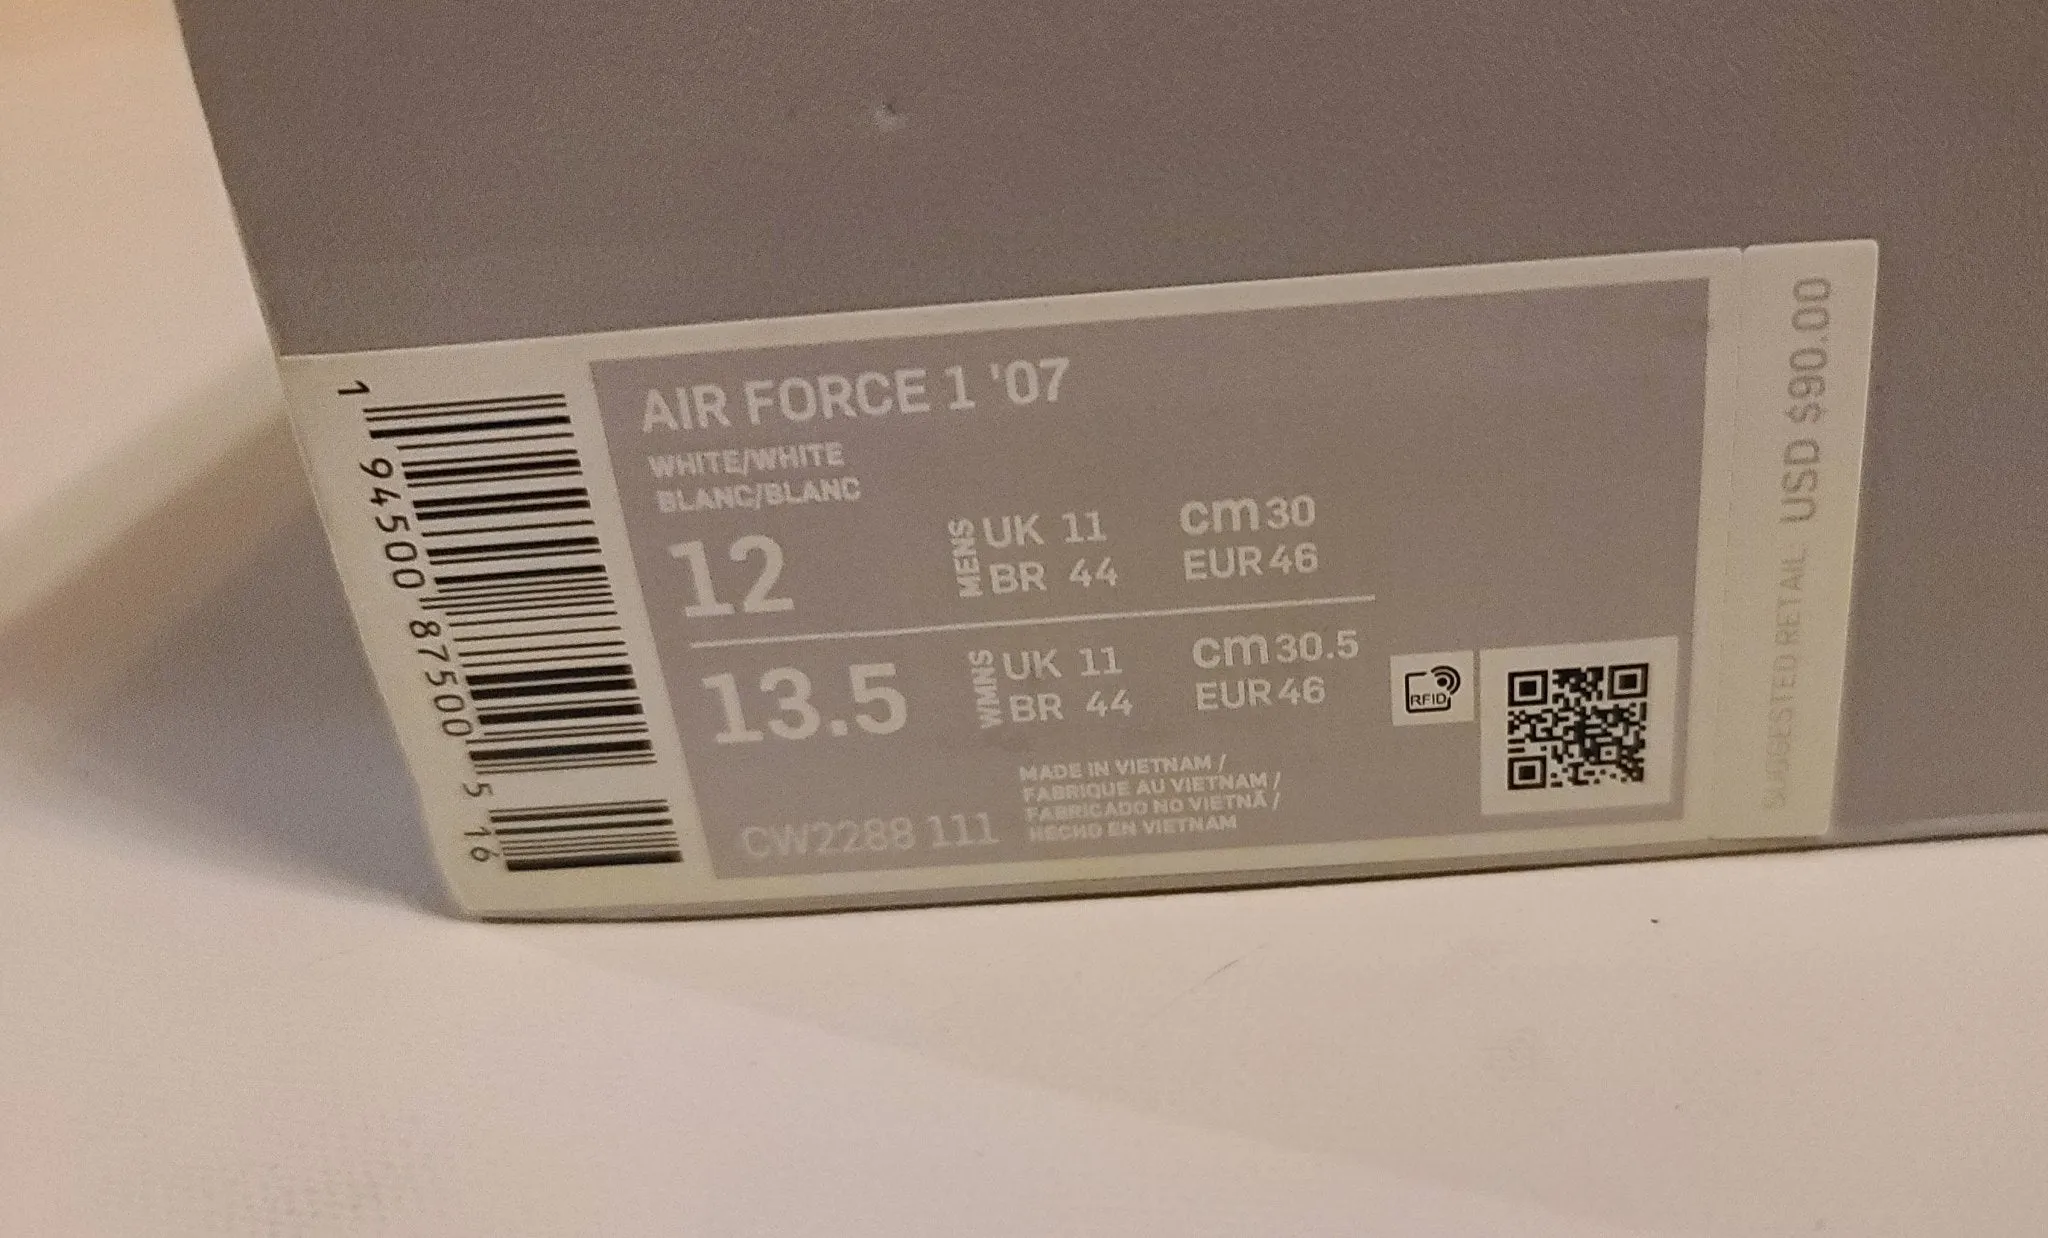 1 94500 87500 5 16
AIR FORCE 1 '07
WHITE/WHITE
BLANC/BLANC
12
MENS
UK 11
BR 44
cm 30
EUR 46
13.5
WMNS
UK 11
BR 44
cm 30.5
EUR 46
RFID
CW2288 111
MADE IN VIETNAM /
FABRIQUE AU VIETNAM /
FABRICADO NO VIETNÃ /
HECHO EN VIETNAM
SUGGESTED RETAIL USD $90.00